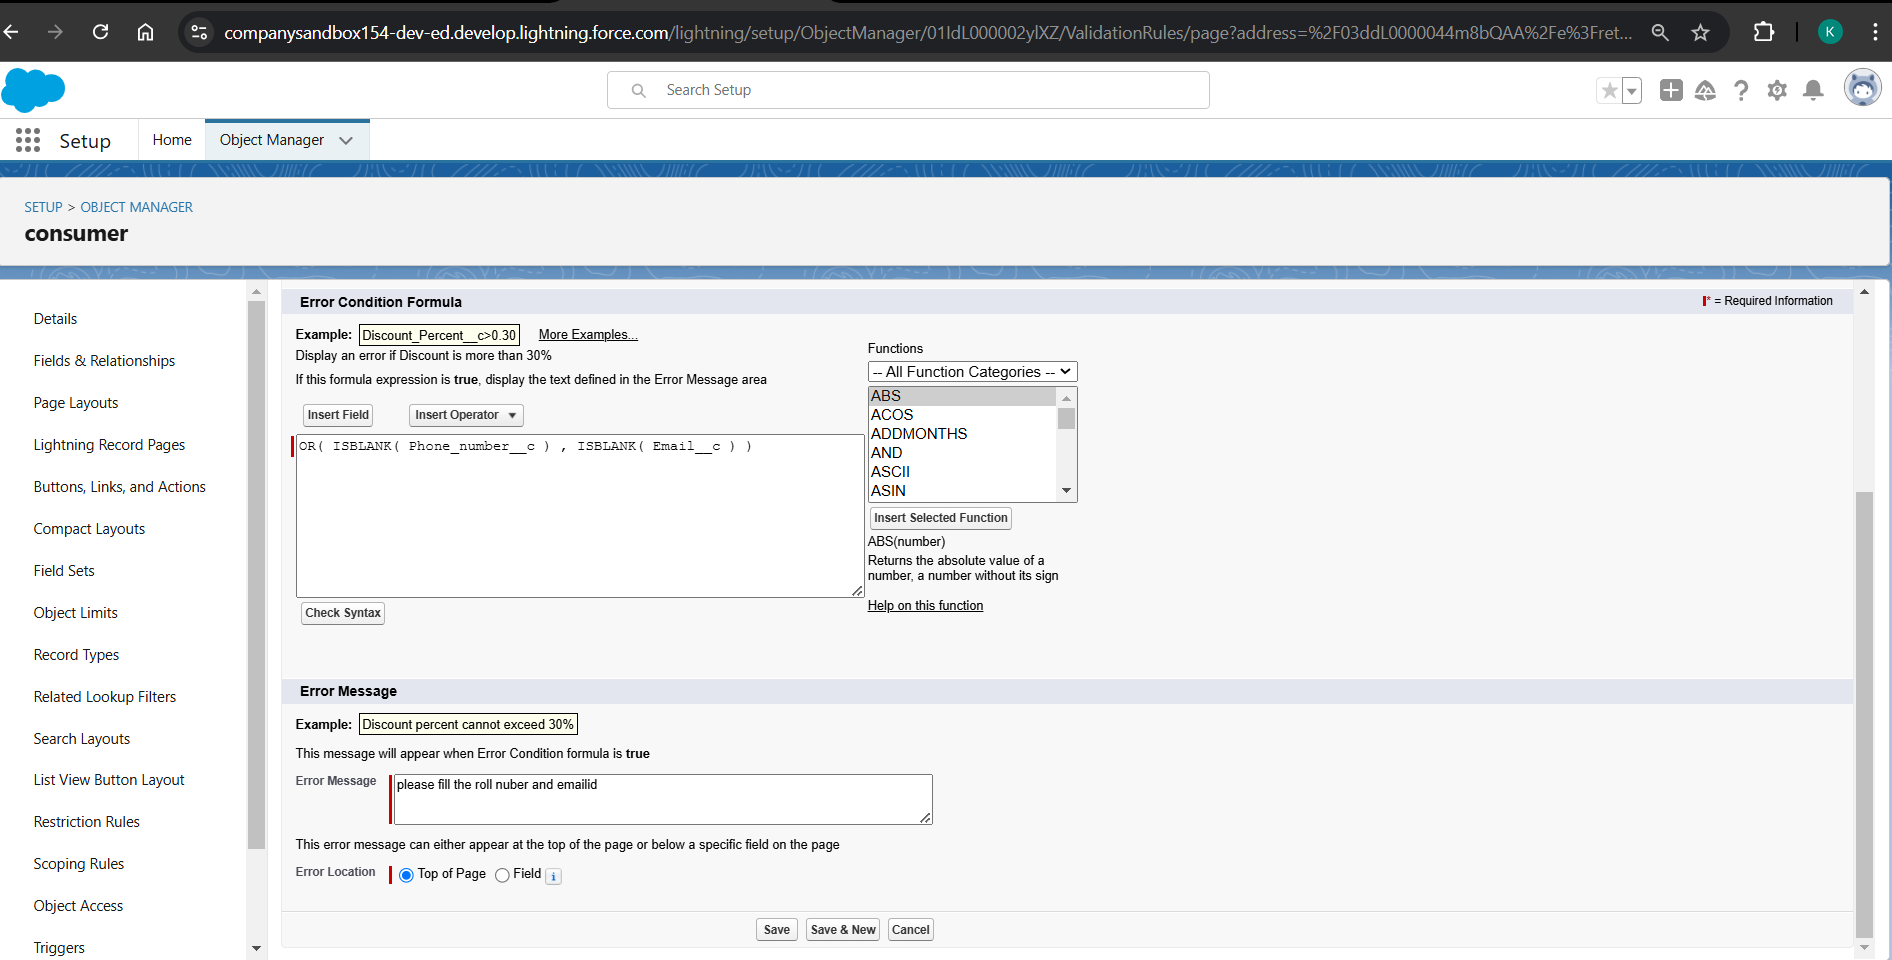 companysandbox154-dev-ed.develop.lightning.force.com/lightning/setup/ObjectManager/01IdL000002ylXZ/ValidationRules/page?address=%2F03ddL0000044m8bQAA%2Fe%3Fret...
K
Search Setup
Setup
Home
Object Manager
SETUP > OBJECT MANAGER
consumer
Details
Fields & Relationships
Page Layouts
Lightning Record Pages
Buttons, Links, and Actions
Compact Layouts
Field Sets
Object Limits
Record Types
Related Lookup Filters
Search Layouts
List View Button Layout
Restriction Rules
Scoping Rules
Object Access
Triggers
Error Condition Formula
* = Required Information
Example: Discount_Percent__c>0.30 More Examples...
Display an error if Discount is more than 30%
If this formula expression is true, display the text defined in the Error Message area
Insert Field
Insert Operator
OR( ISBLANK( Phone_number__c ) , ISBLANK( Email__c ) )
Check Syntax
Functions
-- All Function Categories --
ABS
ACOS
ADDMONTHS
AND
ASCII
ASIN
Insert Selected Function
ABS(number)
Returns the absolute value of a
number, a number without its sign
Help on this function
Error Message
Example: Discount percent cannot exceed 30%
This message will appear when Error Condition formula is true
Error Message
please fill the roll nuber and emailid
This error message can either appear at the top of the page or below a specific field on the page
Error Location
Top of Page Field
i
Save
Save & New
Cancel